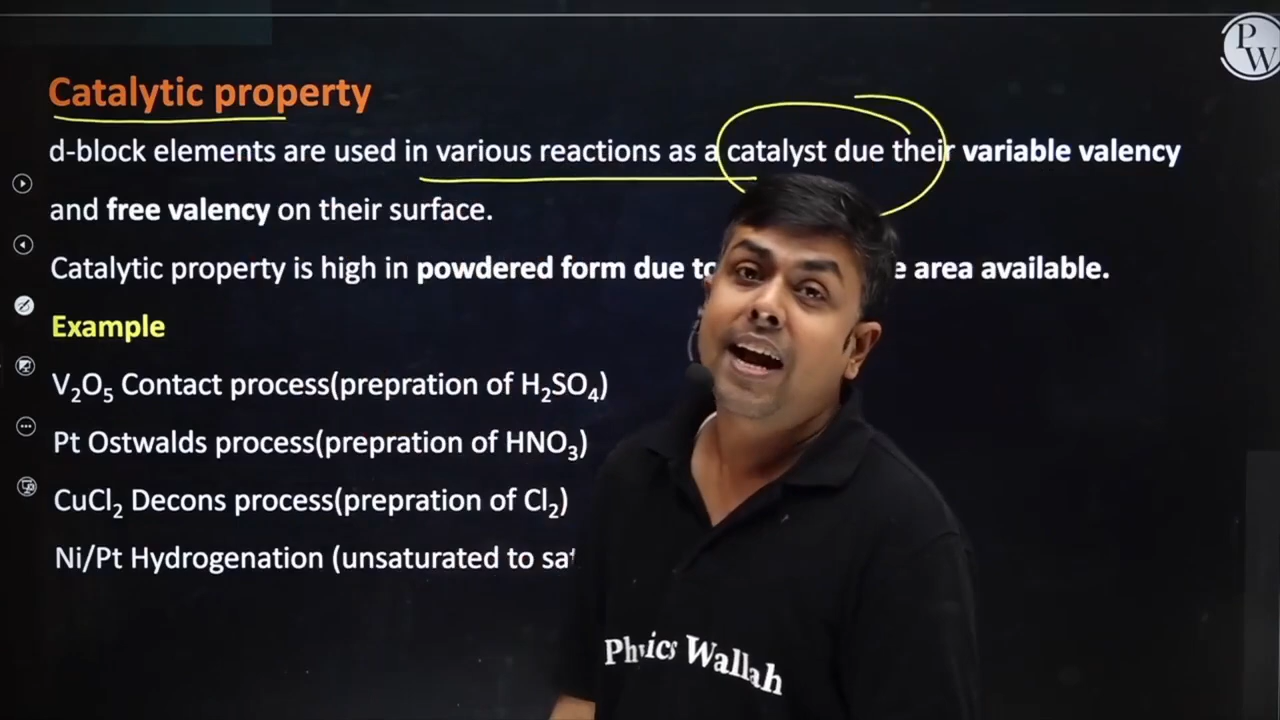 PW
Catalytic property
d-block elements are used in various reactions as a catalyst due their variable valency
and free valency on their surface.
Catalytic property is high in powdered form due to area available.
Example
V₂O₅ Contact process(prepration of H₂SO₄)
Pt Ostwalds process(prepration of HNO₃)
CuCl₂ Decons process(prepration of Cl₂)
Ni/Pt Hydrogenation (unsaturated to
Physics Wallah